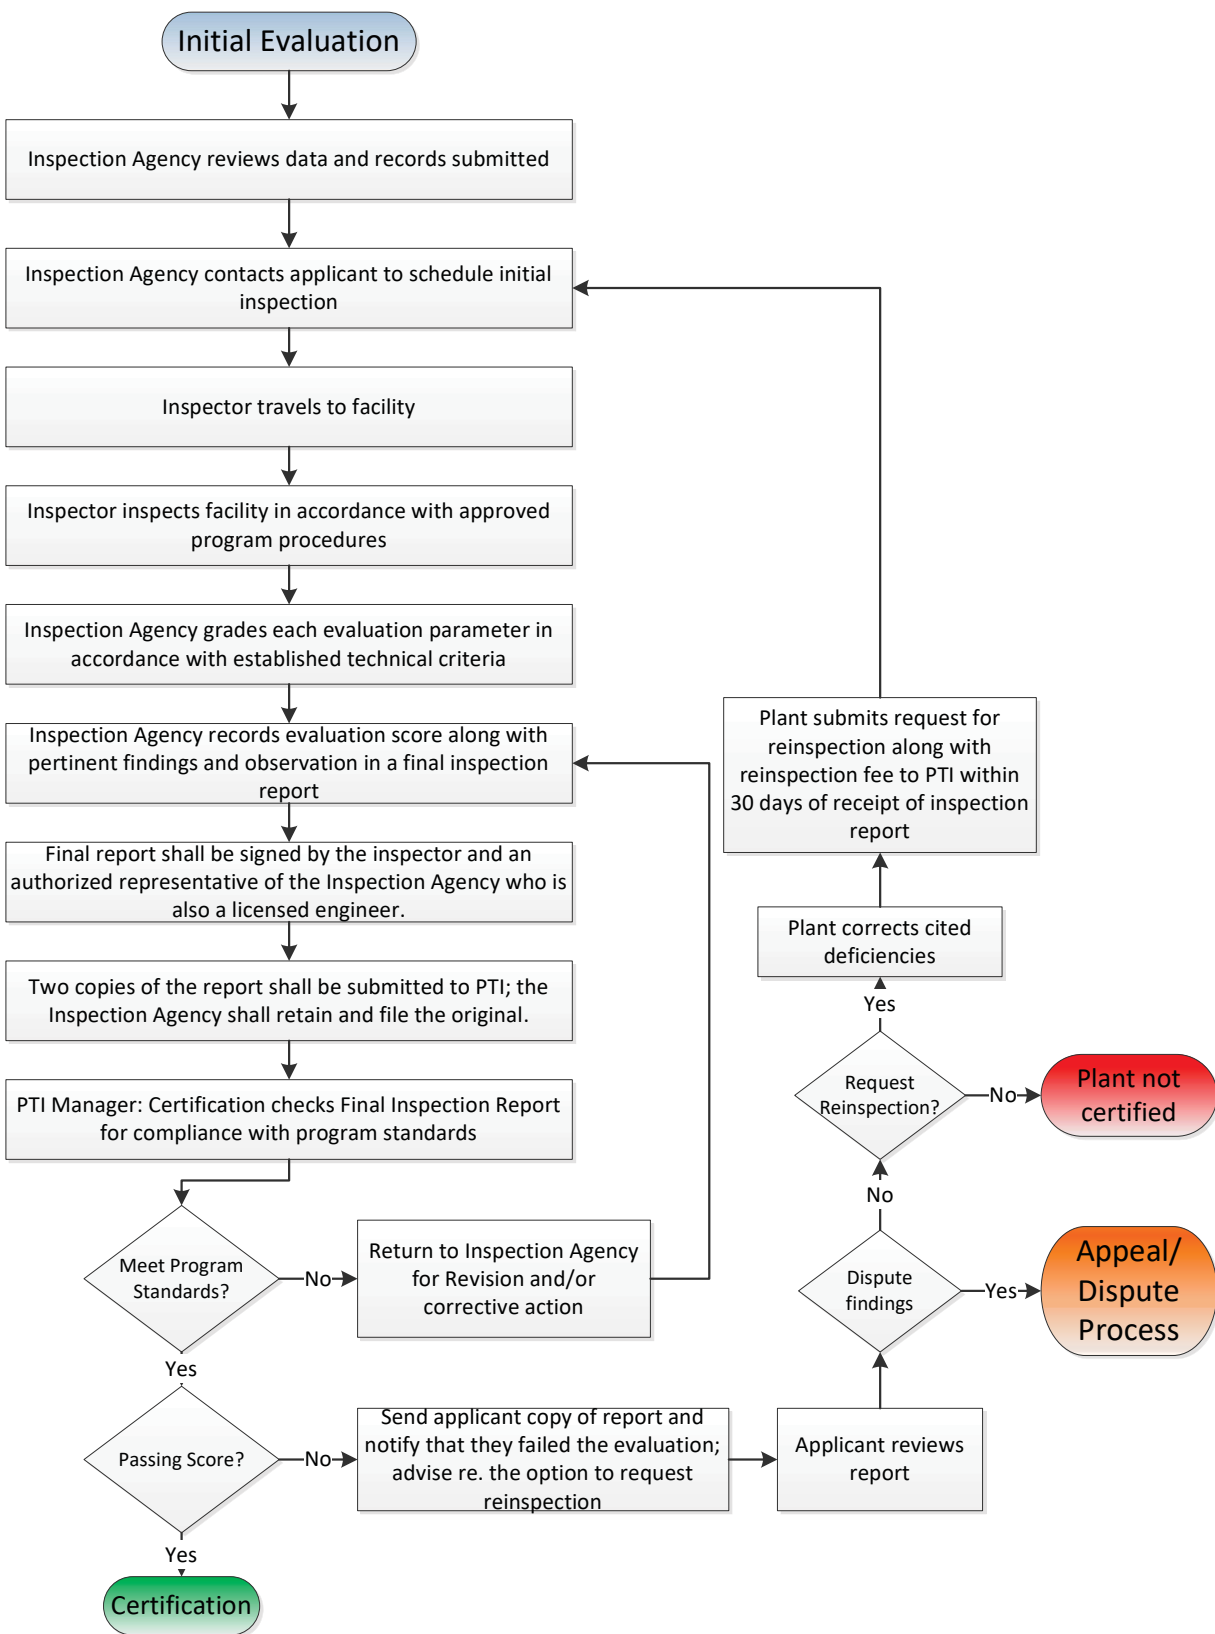 Initial Evaluation
Inspection Agency reviews data and records submitted
Inspection Agency contacts applicant to schedule initial
inspection
Inspector travels to facility
Inspector inspects facility in accordance with approved
program procedures
Inspection Agency grades each evaluation parameter in
accordance with established technical criteria
Inspection Agency records evaluation score along with
pertinent findings and observation in a final inspection
report
Final report shall be signed by the inspector and an
authorized representative of the Inspection Agency who is
also a licensed engineer.
Two copies of the report shall be submitted to PTI; the
Inspection Agency shall retain and file the original.
PTI Manager: Certification checks Final Inspection Report
for compliance with program standards
Meet Program
Standards?
No
Return to Inspection Agency
for Revision and/or
corrective action
Yes
Passing Score?
No
Send applicant copy of report and
notify that they failed the evaluation;
advise re. the option to request
reinspection
Applicant reviews
report
Yes
Certification
Dispute
findings
Yes
Appeal/
Dispute
Process
No
Request
Reinspection?
No
Plant not
certified
Yes
Plant corrects cited
deficiencies
Plant submits request for
reinspection along with
reinspection fee to PTI within
30 days of receipt of inspection
report